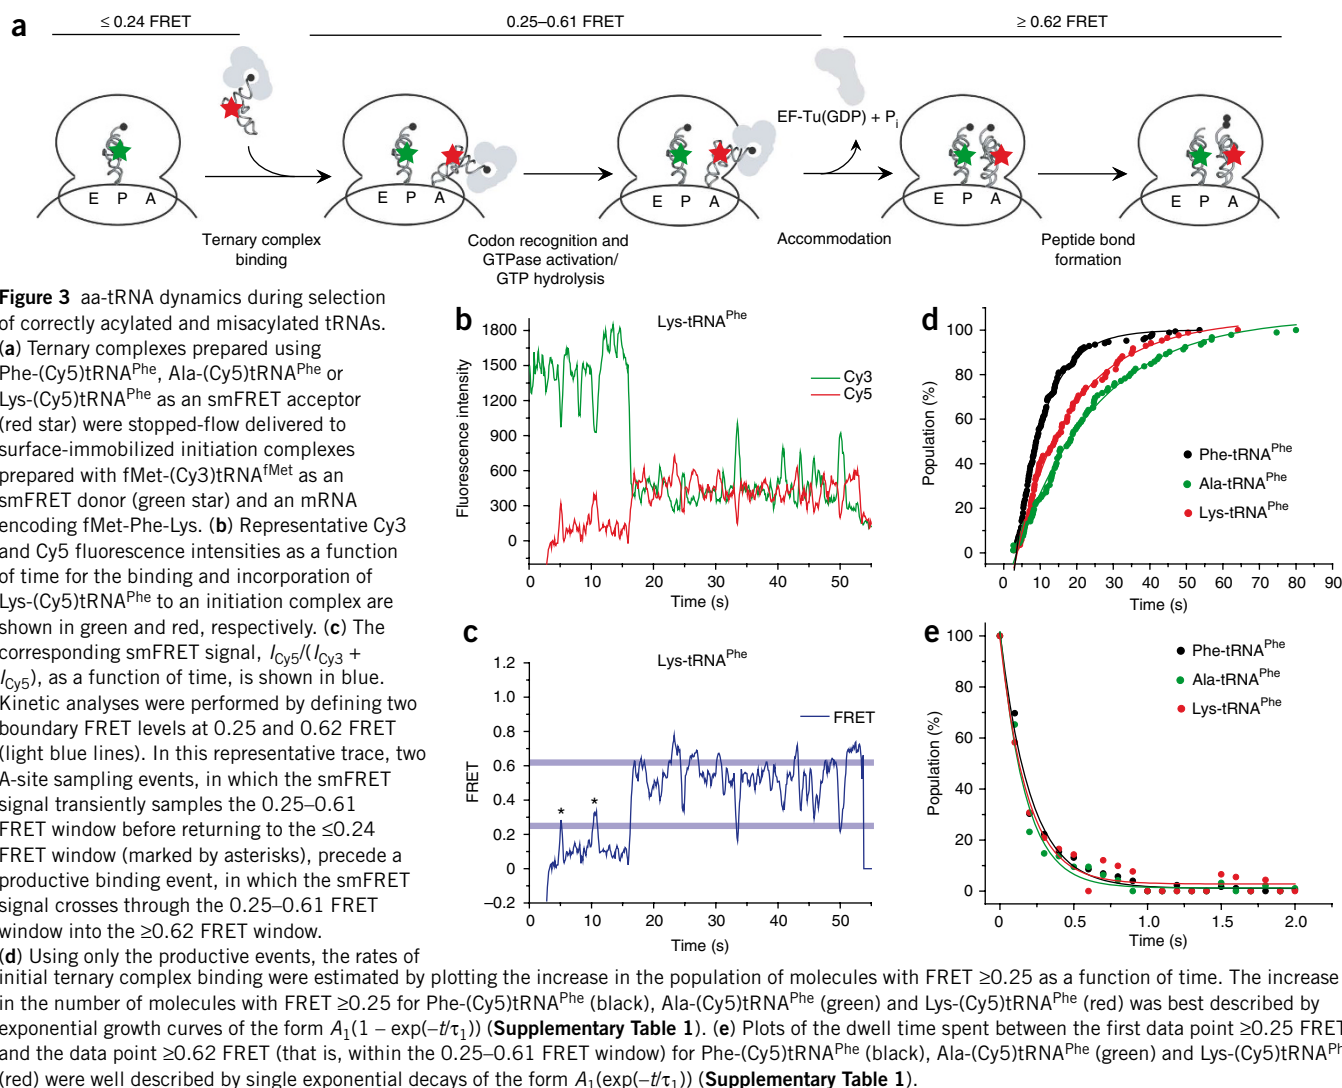 a
≤ 0.24 FRET
0.25–0.61 FRET
≥ 0.62 FRET
EF-Tu(GDP) + Pi
E P A
E P A
E P A
E P A
E P A
Ternary complex
binding
Codon recognition and
GTPase activation/
GTP hydrolysis
Accommodation
Peptide bond
formation
Figure 3 aa-tRNA dynamics during selection
of correctly acylated and misacylated tRNAs.
(a) Ternary complexes prepared using
Phe-(Cy5)tRNAPhe, Ala-(Cy5)tRNAPhe or
Lys-(Cy5)tRNAPhe as an smFRET acceptor
(red star) were stopped-flow delivered to
surface-immobilized initiation complexes
prepared with fMet-(Cy3)tRNAfMet as an
smFRET donor (green star) and an mRNA
encoding fMet-Phe-Lys. (b) Representative Cy3
and Cy5 fluorescence intensities as a function
of time for the binding and incorporation of
Lys-(Cy5)tRNAPhe to an initiation complex are
shown in green and red, respectively. (c) The
corresponding smFRET signal, ICy5/(ICy3 +
ICy5), as a function of time, is shown in blue.
Kinetic analyses were performed by defining two
boundary FRET levels at 0.25 and 0.62 FRET
(light blue lines). In this representative trace, two
A-site sampling events, in which the smFRET
signal transiently samples the 0.25–0.61
FRET window before returning to the ≤0.24
FRET window (marked by asterisks), precede a
productive binding event, in which the smFRET
signal crosses through the 0.25–0.61 FRET
window into the ≥0.62 FRET window.
(d) Using only the productive events, the rates of
initial ternary complex binding were estimated by plotting the increase in the population of molecules with FRET ≥0.25 as a function of time. The increase
in the number of molecules with FRET ≥0.25 for Phe-(Cy5)tRNAPhe (black), Ala-(Cy5)tRNAPhe (green) and Lys-(Cy5)tRNAPhe (red) was best described by
exponential growth curves of the form A1(1 – exp(–t/τ1)) (Supplementary Table 1). (e) Plots of the dwell time spent between the first data point ≥0.25 FRET
and the data point ≥0.62 FRET (that is, within the 0.25–0.61 FRET window) for Phe-(Cy5)tRNAPhe (black), Ala-(Cy5)tRNAPhe (green) and Lys-(Cy5)tRNAPh
(red) were well described by single exponential decays of the form A1(exp(–t/τ1)) (Supplementary Table 1).
b
Lys-tRNAPhe
Cy3
Cy5
Fluorescence intensity
1800
1500
1200
900
600
300
0
0 10 20 30 40 50
Time (s)
c
Lys-tRNAPhe
FRET
FRET
1.2
1.0
0.8
0.6
0.4
0.2
0
–0.2
* *
0 10 20 30 40 50
Time (s)
d
Population (%)
100
80
60
40
20
0
Phe-tRNAPhe
Ala-tRNAPhe
Lys-tRNAPhe
0 10 20 30 40 50 60 70 80 90
Time (s)
e
Population (%)
100
80
60
40
20
0
Phe-tRNAPhe
Ala-tRNAPhe
Lys-tRNAPhe
0 0.5 1.0 1.5 2.0
Time (s)